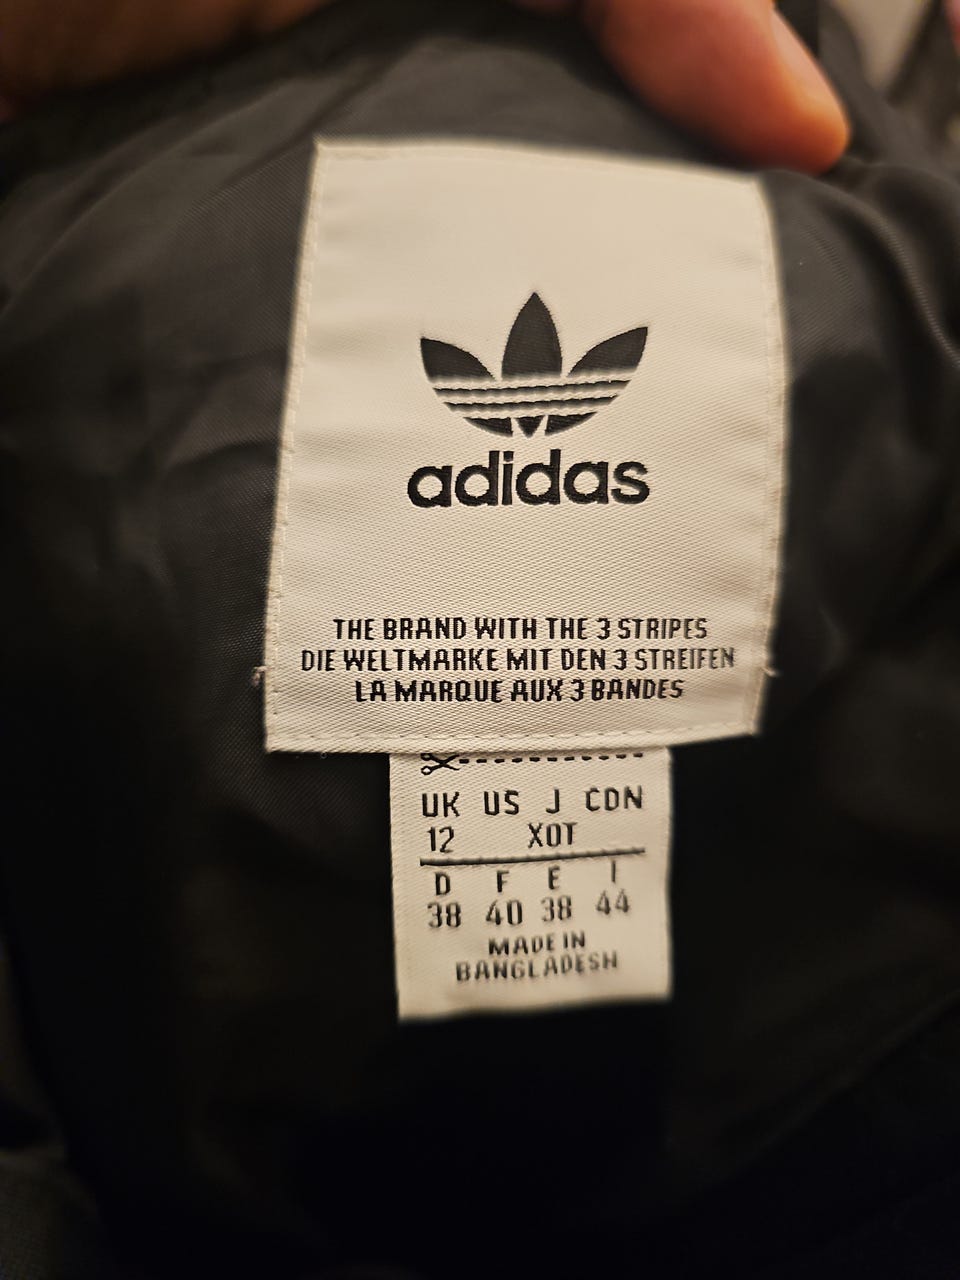 adidas
THE BRAND WITH THE 3 STRIPES
DIE WELTMARKE MIT DEN 3 STREIFEN
LA MARQUE AUX 3 BANDES
UK US J CDN
12 XOT
D F E I
38 40 38 44
MADE IN
BANGLADESH